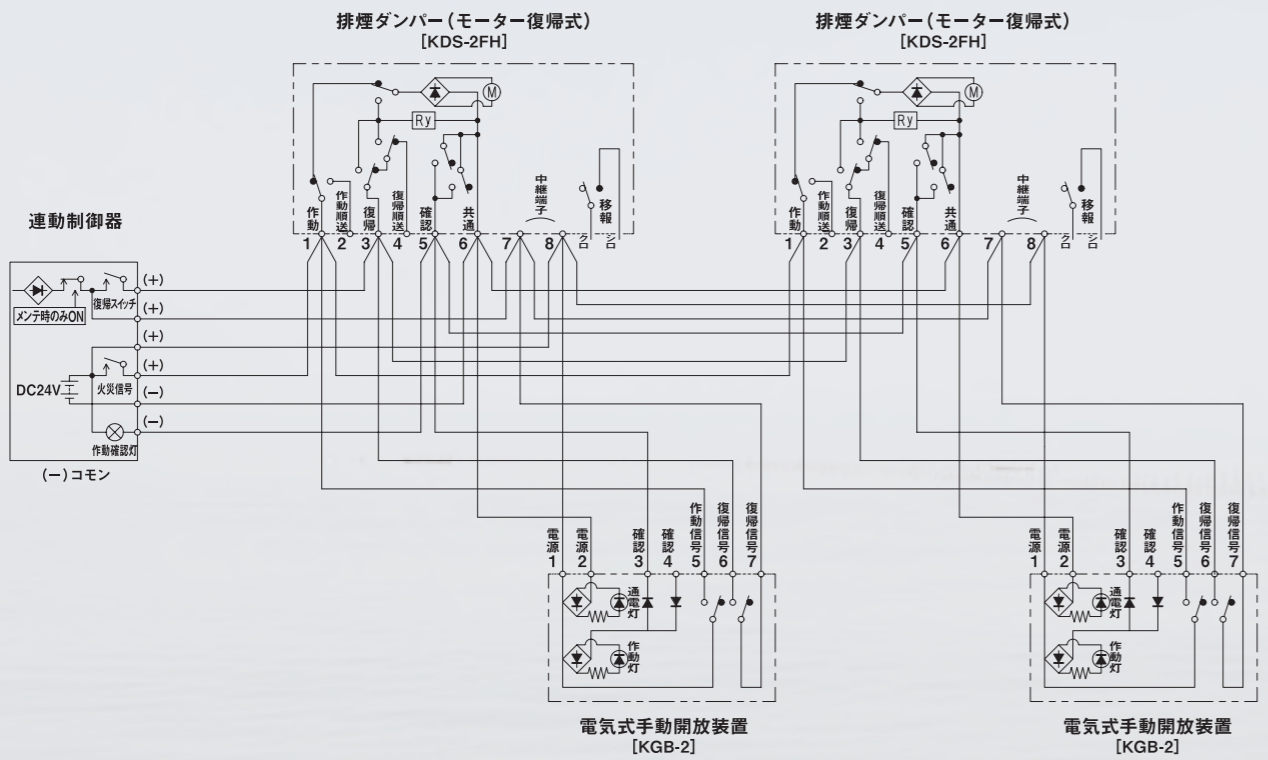 排煙ダンパー(モーター復帰式)
[KDS-2FH]
排煙ダンパー(モーター復帰式)
[KDS-2FH]
M
Ry
作動
作動順送
復帰
復帰順送
確認
共通
中継端子
移報
クロ
シロ
1 2 3 4 5 6 7 8
M
Ry
作動
作動順送
復帰
復帰順送
確認
共通
中継端子
移報
クロ
シロ
1 2 3 4 5 6 7 8
連動制御器
(+)
復帰スイッチ
メンテ時のみON
(+)
(+)
(+)
DC24V
火災信号
(−)
(−)
作動確認灯
(−)コモン
電源1
電源2
確認3
確認4
作動信号5
復帰信号6
復帰信号7
通電灯
作動灯
電気式手動開放装置
[KGB-2]
電源1
電源2
確認3
確認4
作動信号5
復帰信号6
復帰信号7
通電灯
作動灯
電気式手動開放装置
[KGB-2]